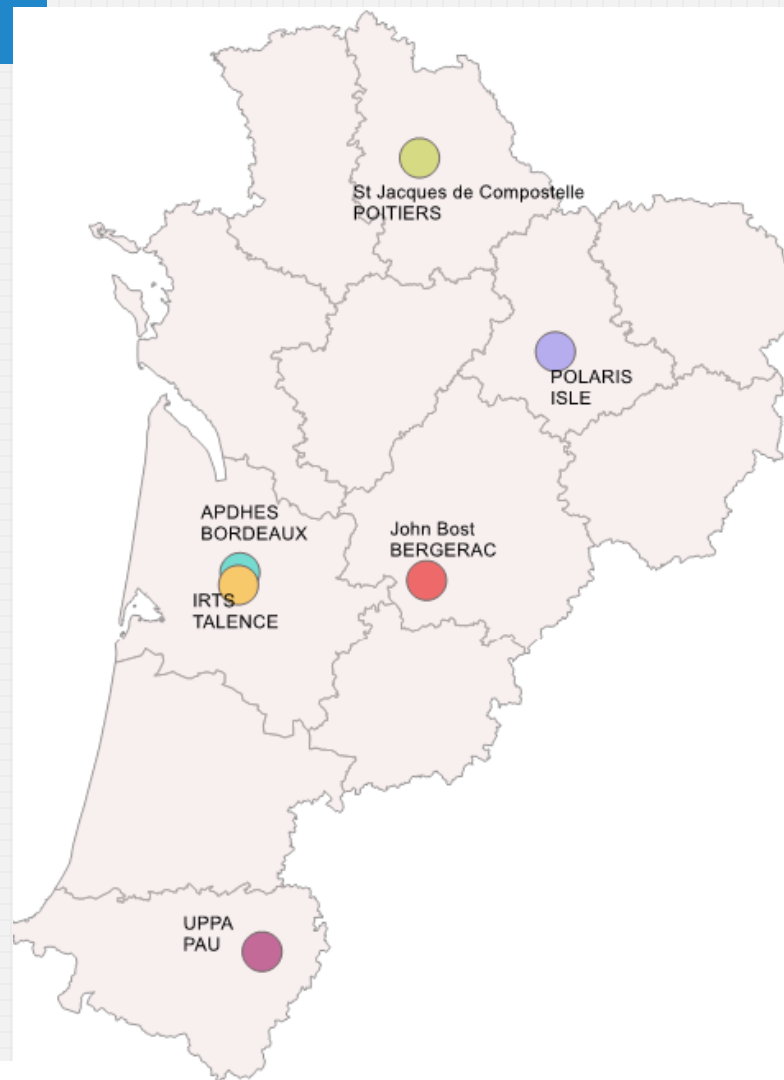 St Jacques de Compostelle
POITIERS
POLARIS
ISLE
APDHES
BORDEAUX
John Bost
BERGERAC
IRTS
TALENCE
UPPA
PAU